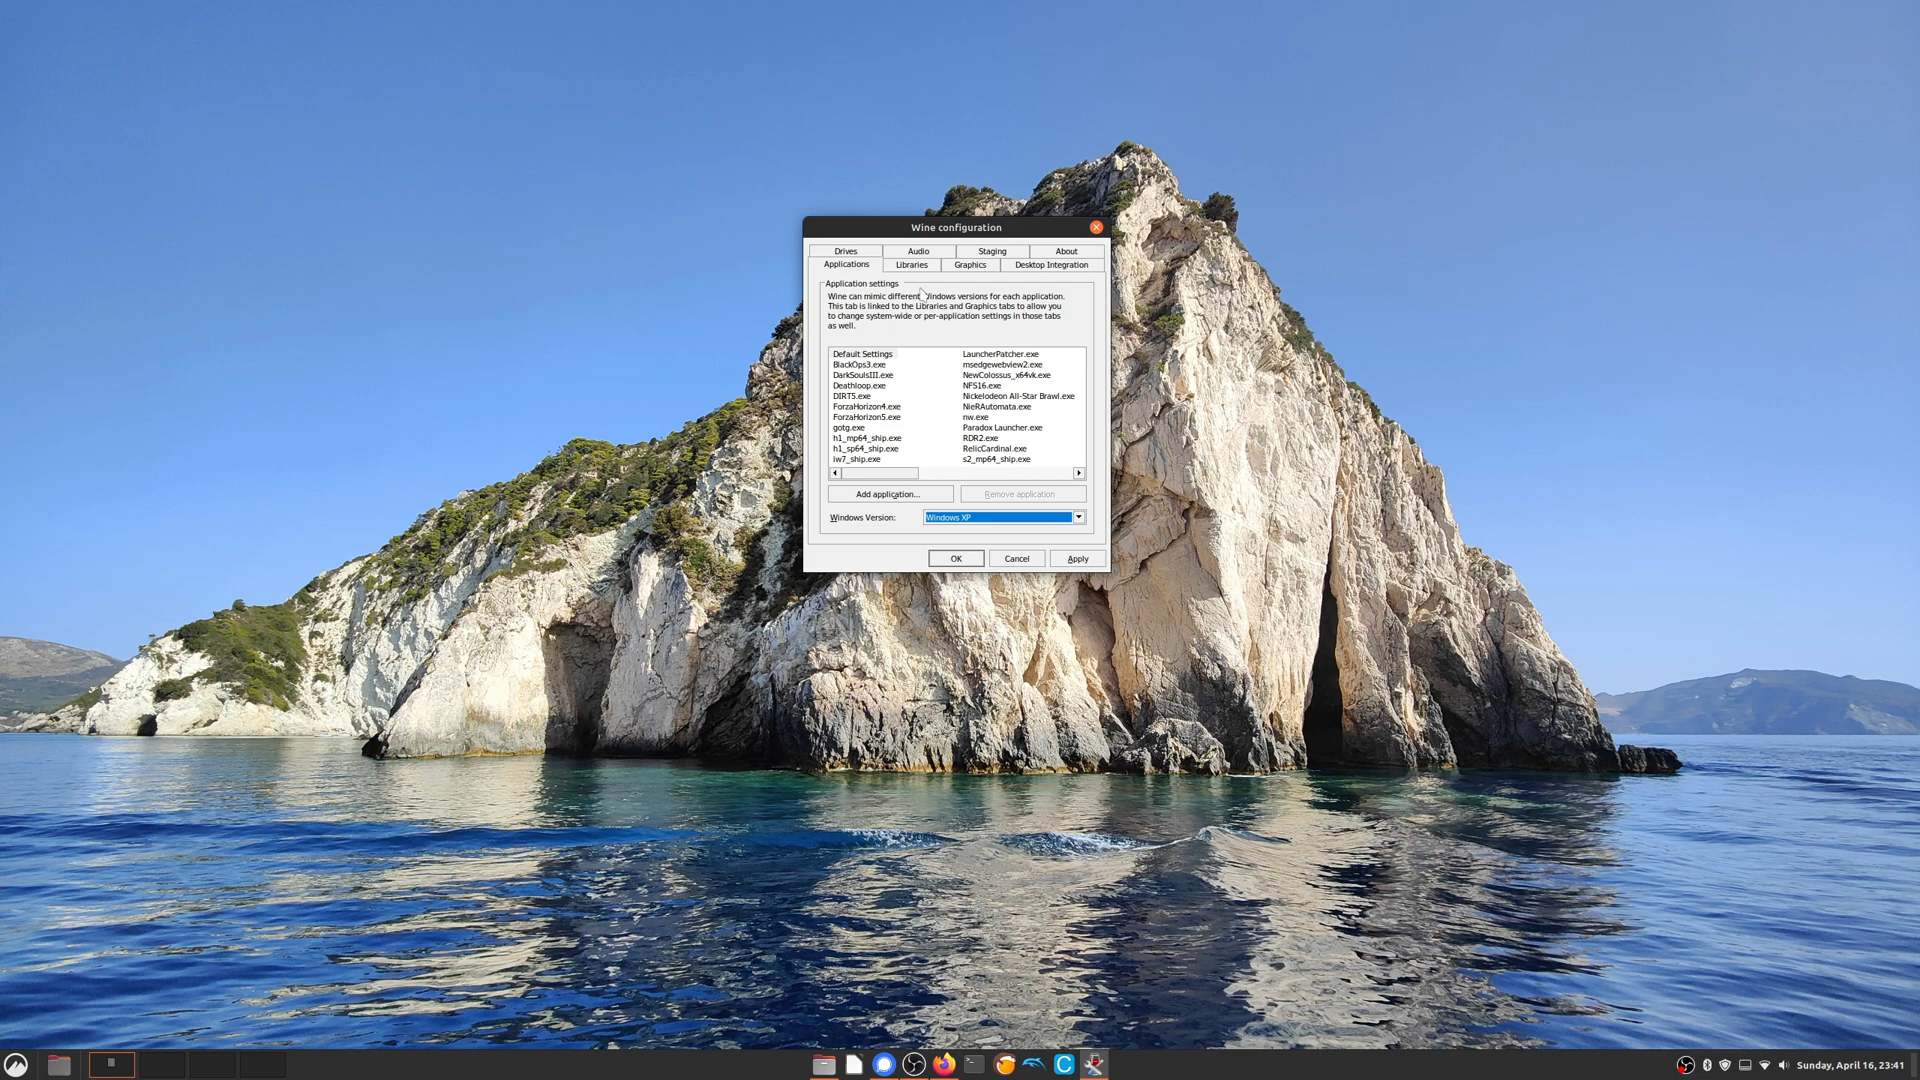 Wine configuration
Drives
Audio
Staging
About
Applications
Libraries
Graphics
Desktop Integration
Application settings
Wine can mimic different Windows versions for each application.
This tab is linked to the Libraries and Graphics tabs to allow you
to change system-wide or per-application settings in those tabs
as well.
Default Settings
BlackOps3.exe
DarkSoulsIII.exe
Deathloop.exe
DIRT5.exe
ForzaHorizon4.exe
ForzaHorizon5.exe
gotg.exe
h1_mp64_ship.exe
h1_sp64_ship.exe
iw7_ship.exe
LauncherPatcher.exe
msedgewebview2.exe
NewColossus_x64vk.exe
NFS16.exe
Nickelodeon All-Star Brawl.exe
NieRAutomata.exe
nw.exe
Paradox Launcher.exe
RDR2.exe
RelicCardinal.exe
s2_mp64_ship.exe
Add application...
Remove application
Windows Version:
Windows XP
OK
Cancel
Apply
C
Sunday, April 16, 23:41